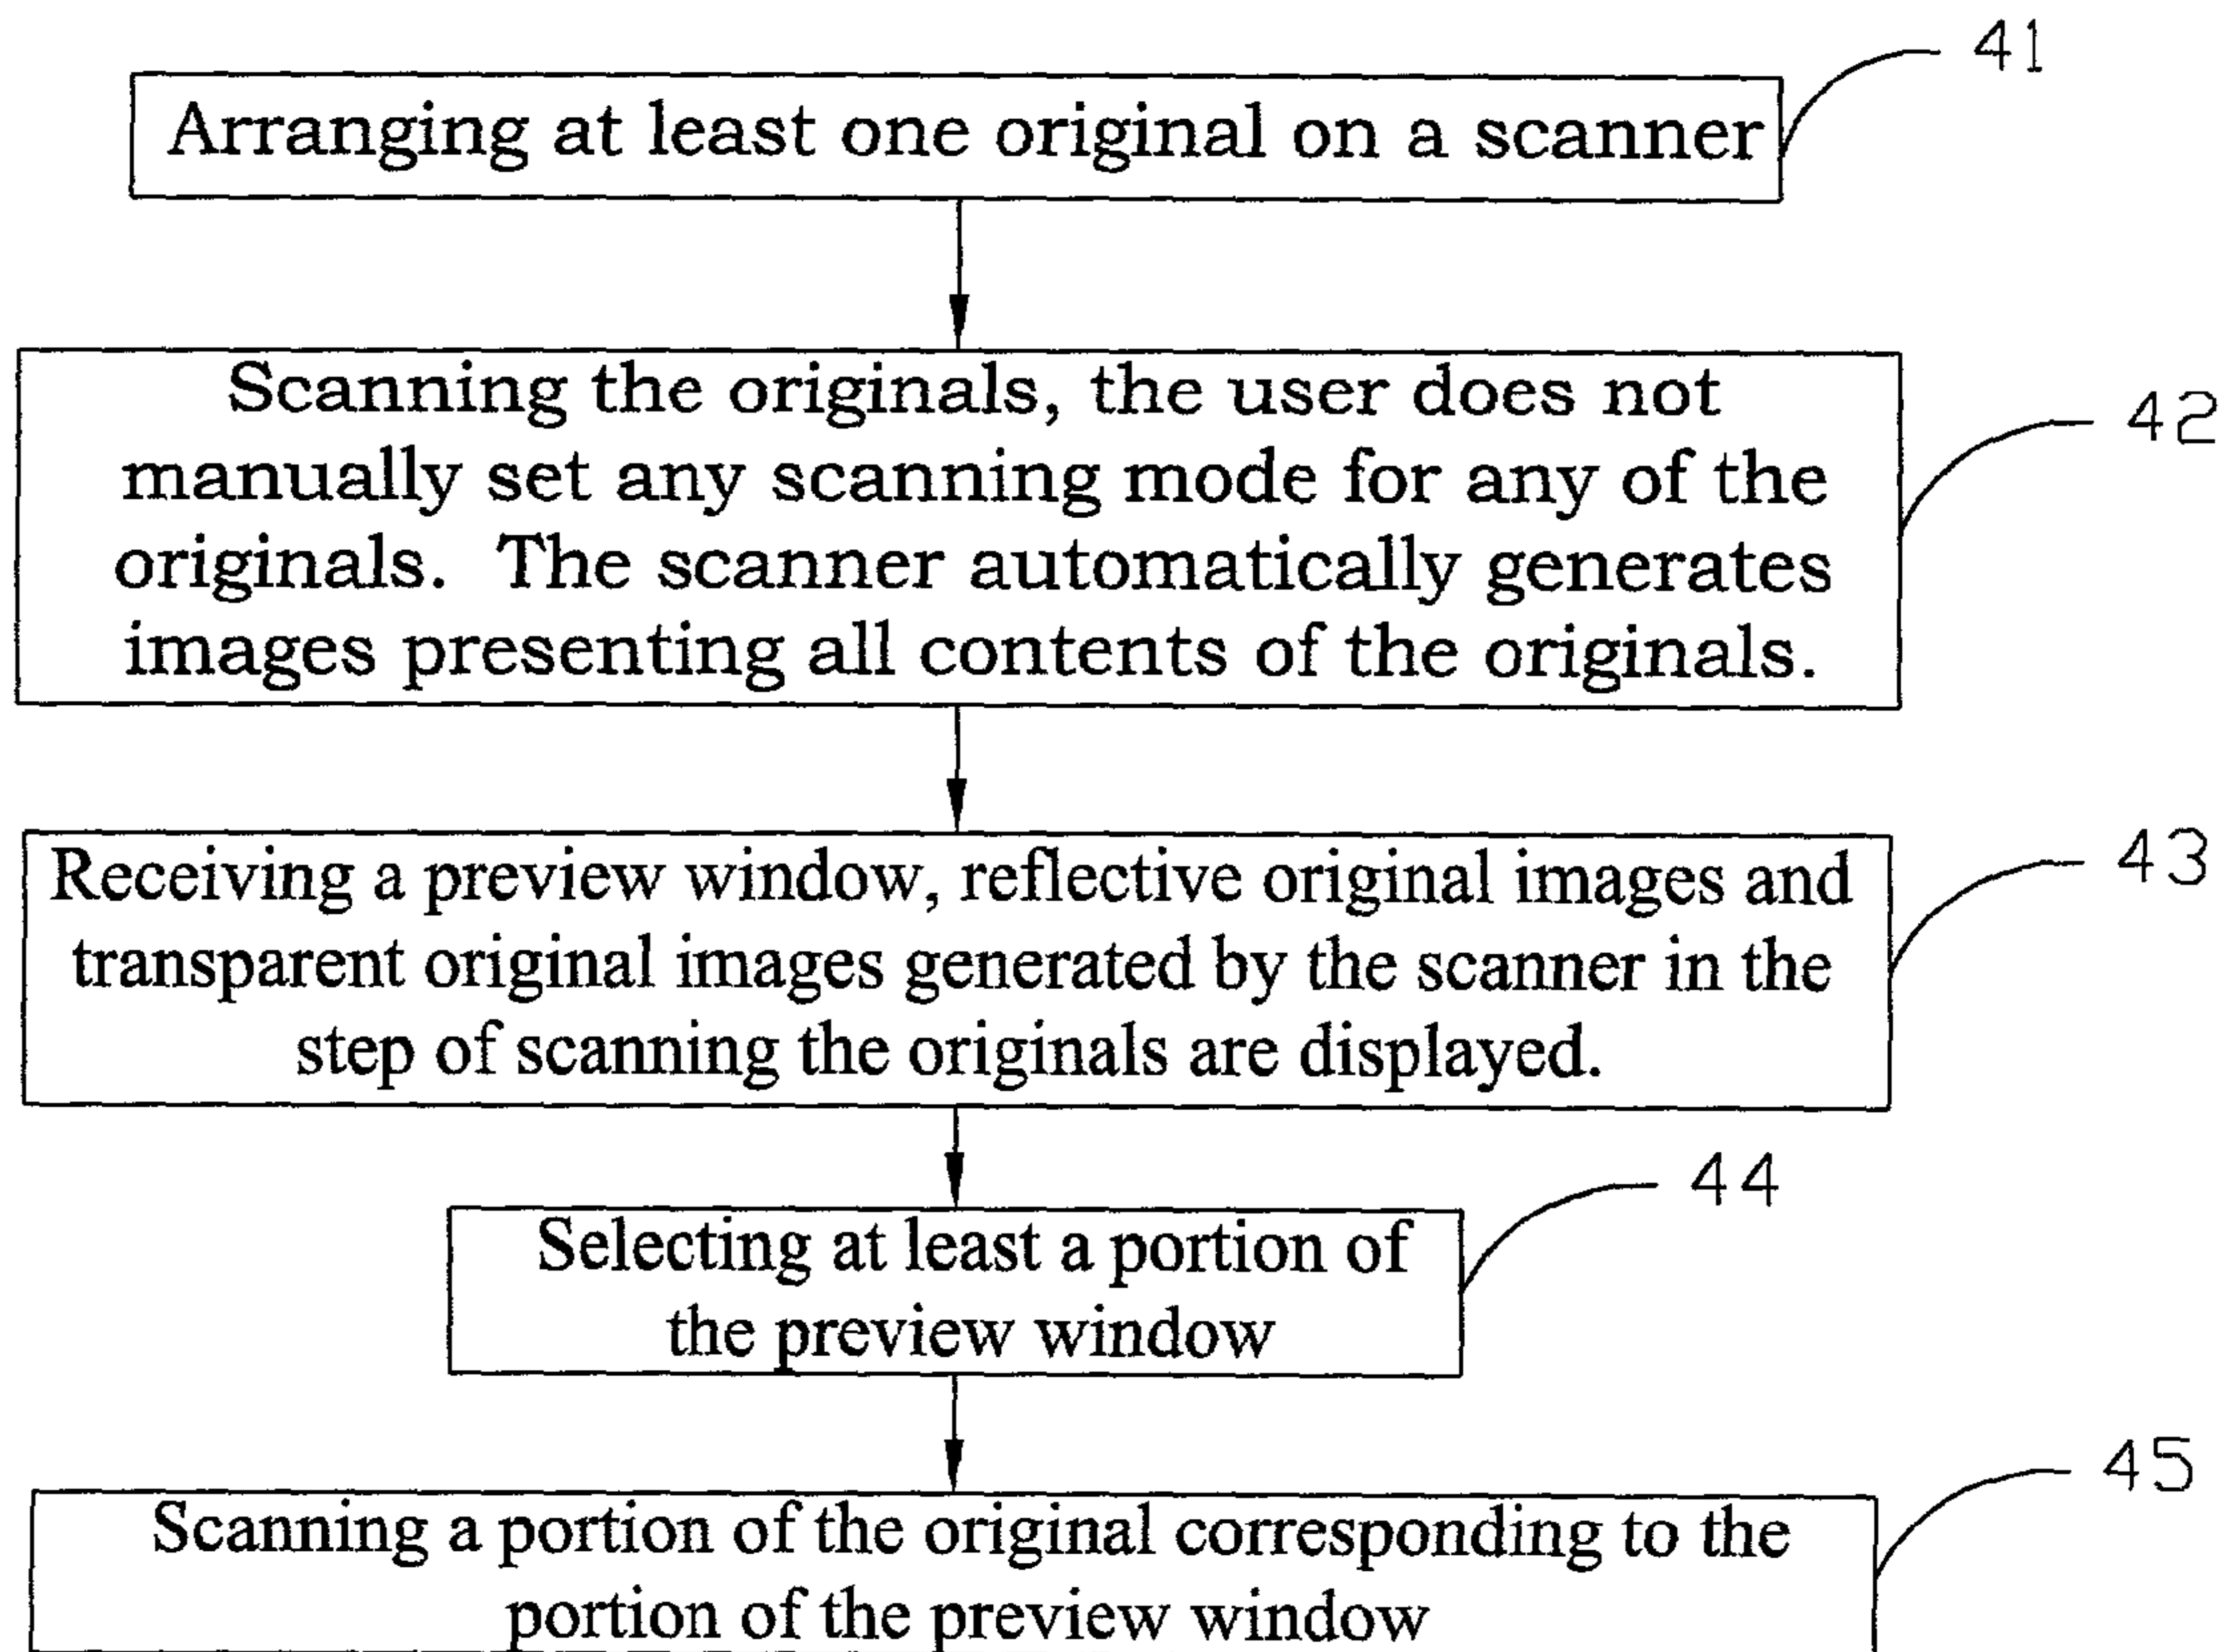 41
Arranging at least one original on a scanner
Scanning the originals, the user does not
42
manually set any scanning mode for any of the
originals. The scanner automatically generates
images presenting all contents of the originals.
43
Receiving a preview window, reflective original images and
transparent original images generated by the scanner in the
step of scanning the originals are displayed.
44
Selecting at least a portion of
the preview window
45
Scanning a portion of the original corresponding to the
portion of the preview window